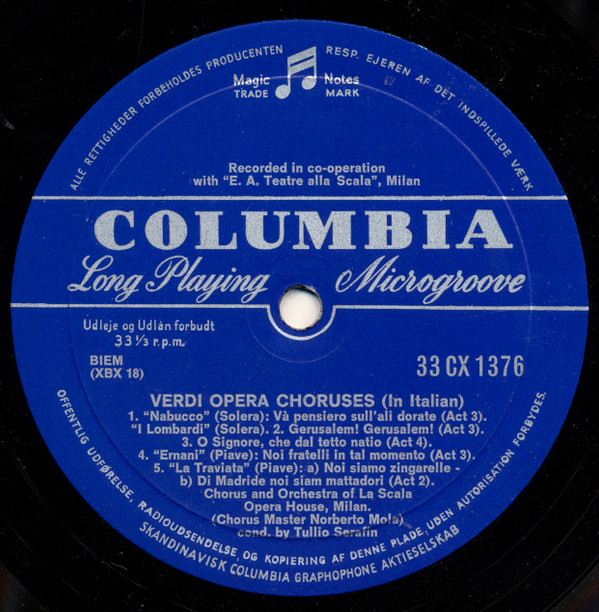 ALLE RETTIGHEDER FORBEHOLDES PRODUCENTEN RESP. EJEREN AF DET INDSPILLEDE VÆRK
Magic Notes
TRADE MARK
Recorded in co-operation
with "E. A. Teatre alla Scala", Milan
COLUMBIA
Long Playing Microgroove
Udleje og Udlån forbudt
33 1/3 r.p.m.
BIEM
(XBX 18)
33 CX 1376
VERDI OPERA CHORUSES (In Italian)
1. "Nabucco" (Solera): Và pensiero sull'ali dorate (Act 3).
"I Lombardi" (Solera). 2. Gerusalem! Gerusalem! (Act 3).
3. O Signore, che dal tetto natio (Act 4).
4. "Ernani" (Piave): Noi fratelli in tal momento (Act 3).
5. "La Traviata" (Piave): a) Noi siamo zingarelle -
b) Di Madride noi siam mattadori (Act 2).
Chorus and Orchestra of La Scala
Opera House, Milan.
(Chorus Master Norberto Mola)
cond. by Tullio Serafin
OFFENTLIG UDFØRELSE, RADIOUDSENDELSE OG KOPIERING AF DENNE PLADE, UDEN AUTORISATION FORBYDES.
SKANDINAVISK COLUMBIA GRAPHOPHONE AKTIESELSKAB